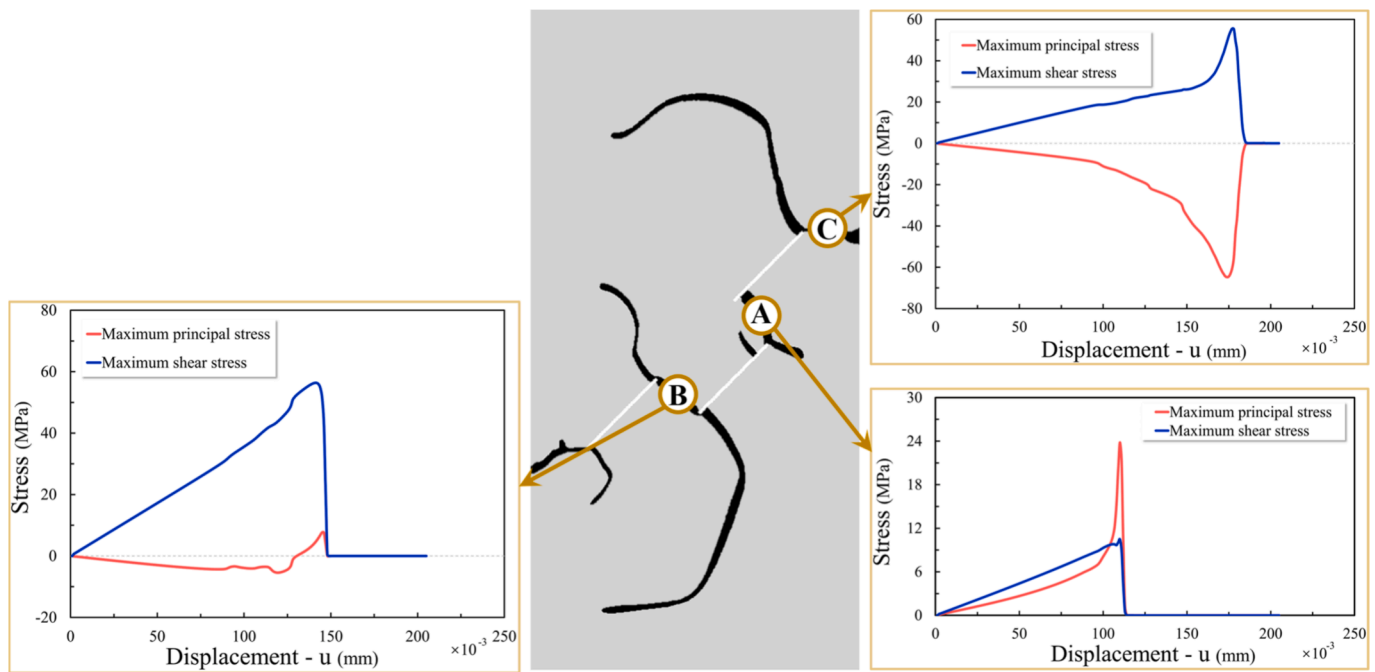 60
40
20
0
-20
-40
-60
-80
Stress (MPa)
Maximum principal stress
Maximum shear stress
0
50
100
150
200
250
Displacement - u (mm)
×10⁻³
C
A
B
80
60
40
20
0
-20
Stress (MPa)
Maximum principal stress
Maximum shear stress
0
50
100
150
200
250
Displacement - u (mm)
×10⁻³
30
24
18
12
6
0
Stress (MPa)
Maximum principal stress
Maximum shear stress
0
50
100
150
200
250
Displacement - u (mm)
×10⁻³